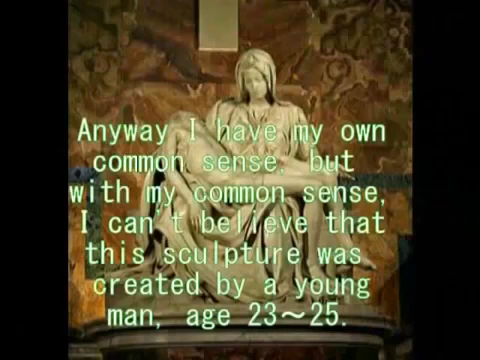 Anyway I have my own
common sense, but
with my common sense,
I can't believe that
this sculpture was
created by a young
man, age 23～25.